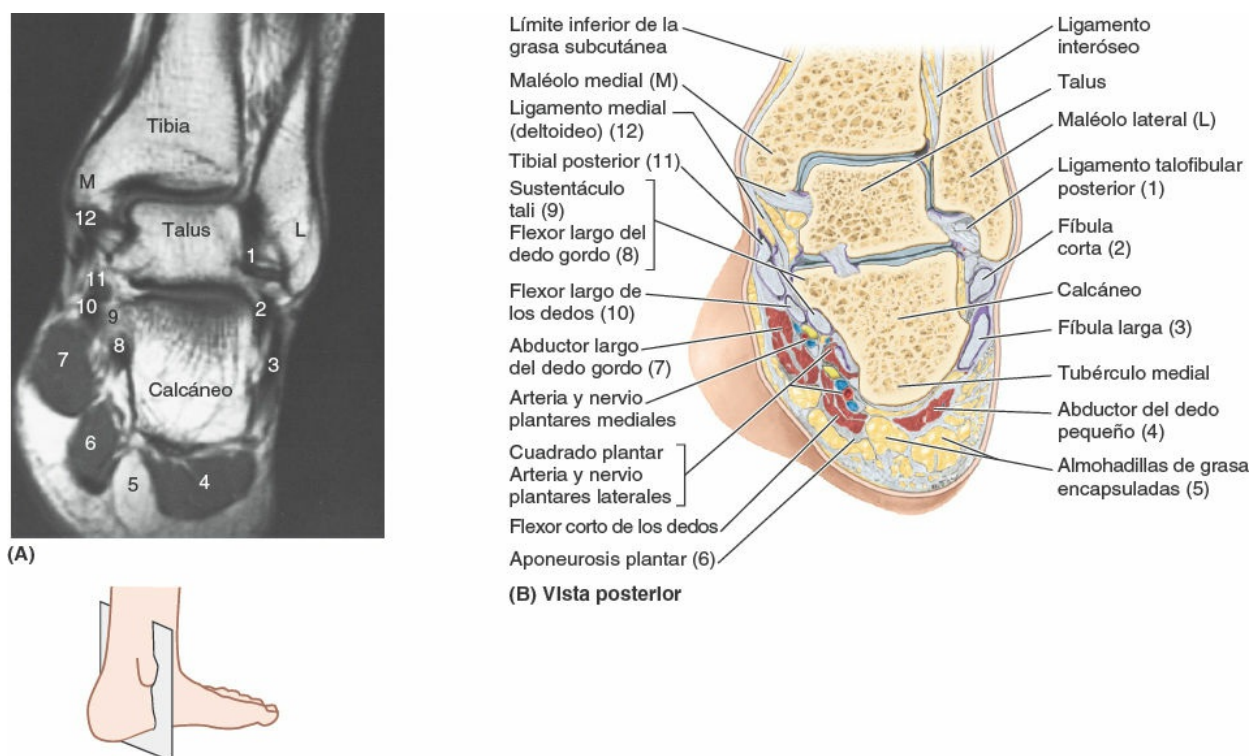 Tibia
M
12
Talus
L
1
11
10
9
2
8
7
3
Calcáneo
6
5
4
(A)
Límite inferior de la
grasa subcutánea
Maléolo medial (M)
Ligamento medial
(deltoideo) (12)
Tibial posterior (11)
Sustentáculo
tali (9)
Flexor largo del
dedo gordo (8)
Flexor largo de
los dedos (10)
Abductor largo
del dedo gordo (7)
Arteria y nervio
plantares mediales
Cuadrado plantar
Arteria y nervio
plantares laterales
Flexor corto de los dedos
Aponeurosis plantar (6)
Ligamento
interóseo
Talus
Maléolo lateral (L)
Ligamento talofibular
posterior (1)
Fíbula
corta (2)
Calcáneo
Fíbula larga (3)
Tubérculo medial
Abductor del dedo
pequeño (4)
Almohadillas de grasa
encapsuladas (5)
(B) Vista posterior